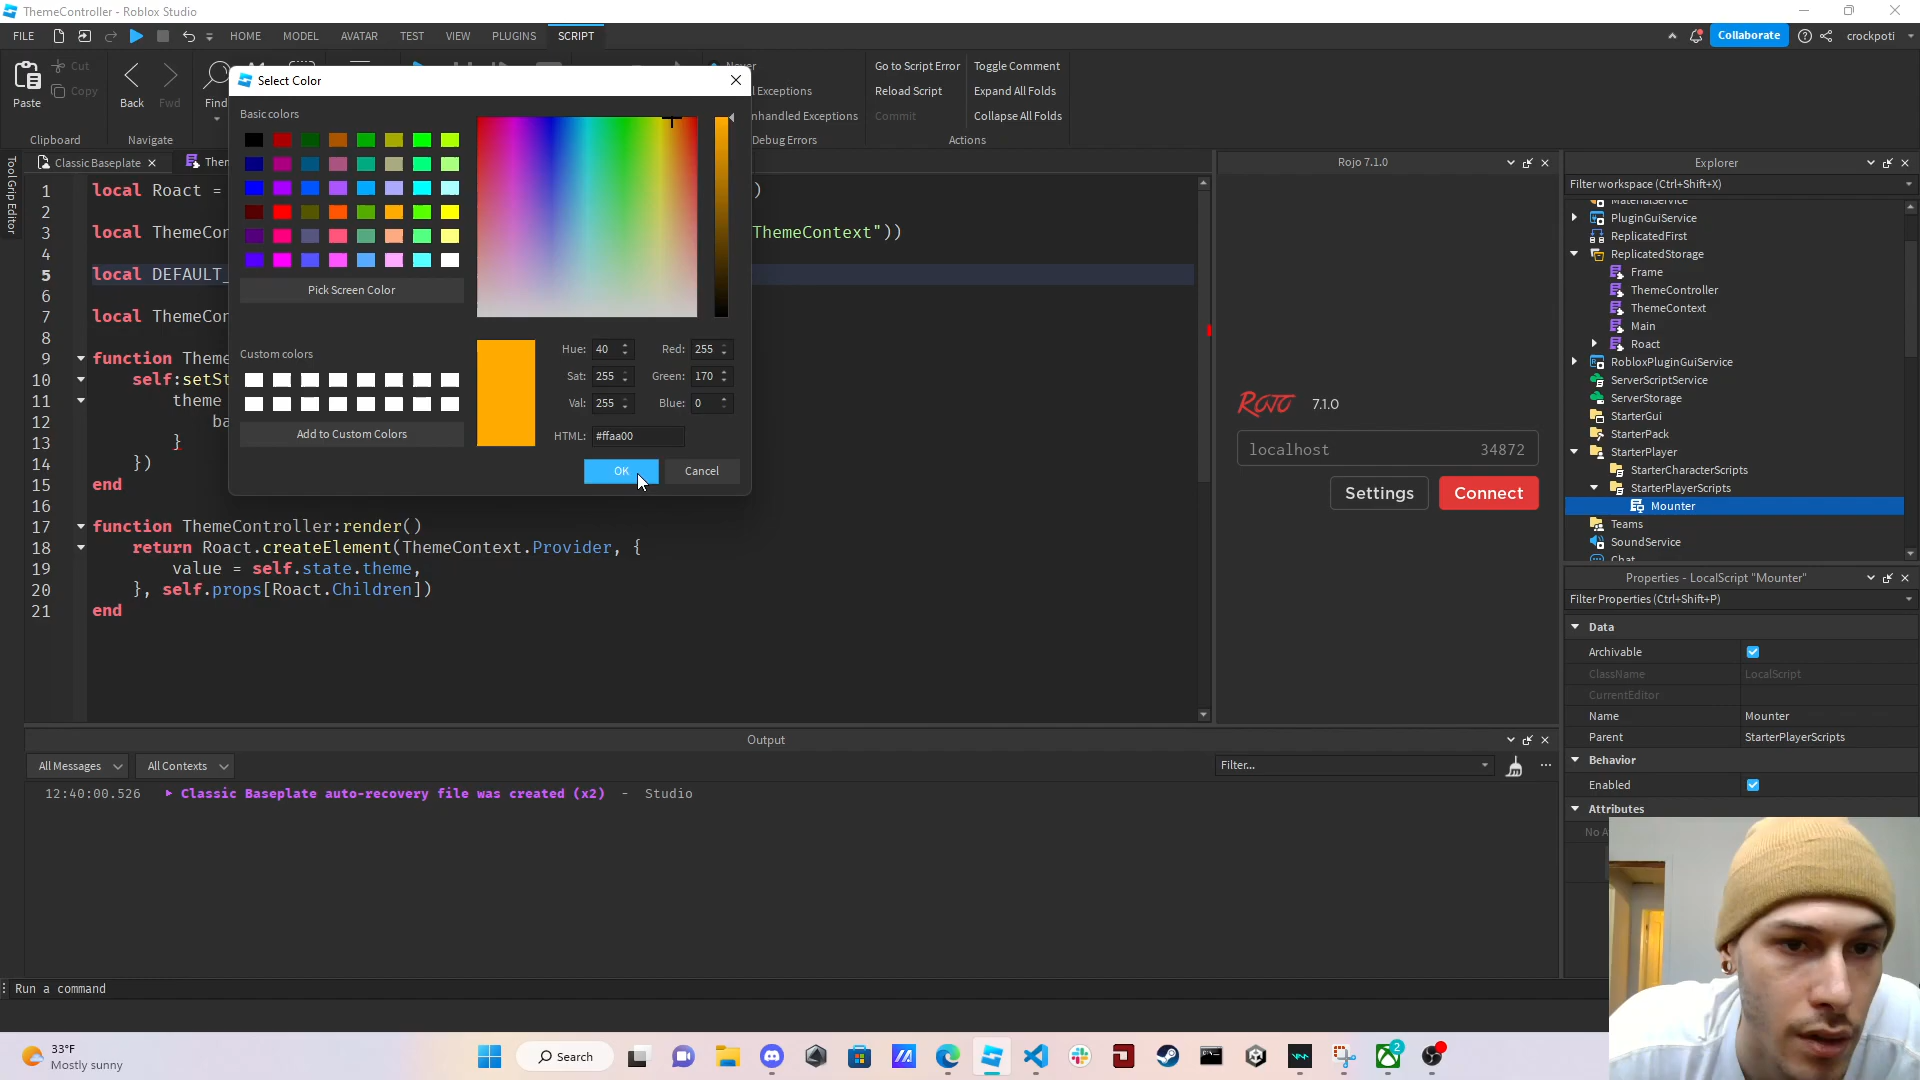 ThemeController - Roblox Studio
FILE
HOME
MODEL
AVATAR
TEST
VIEW
PLUGINS
SCRIPT
Collaborate
crockpoti
Paste
Cut
Copy
Clipboard
Back
Fwd
Navigate
Find
Never
Exceptions
Debug Errors
Go to Script Error
Reload Script
Commit
Toggle Comment
Expand All Folds
Collapse All Folds
Actions
Select Color
Basic colors
Pick Screen Color
Custom colors
Add to Custom Colors
Hue: 40
Red: 255
Sat: 255
Green: 170
Val: 255
Blue: 0
HTML: #ffaa00
OK
Cancel
Tool Grip Editor
Classic Baseplate
1 local Roact = )
2
3 local ThemeCon ThemeContext"))
4
5 local DEFAULT_
6
7 local ThemeCon
8
9 function Theme
10 self:setSt
11 theme
12 ba
13 }
14 })
15 end
16
17 function ThemeController:render()
18 return Roact.createElement(ThemeContext.Provider, {
19 value = self.state.theme,
20 }, self.props[Roact.Children])
21 end
Rojo 7.1.0
Rojo 7.1.0
localhost 34872
Settings
Connect
Explorer
Filter workspace (Ctrl+Shift+X)
MaterialService
PluginGuiService
ReplicatedFirst
ReplicatedStorage
Frame
ThemeController
ThemeContext
Main
Roact
RobloxPluginGuiService
ServerScriptService
ServerStorage
StarterGui
StarterPack
StarterPlayer
StarterCharacterScripts
StarterPlayerScripts
Mounter
Teams
SoundService
Chat
Properties - LocalScript "Mounter"
Filter Properties (Ctrl+Shift+P)
Data
Archivable
ClassName LocalScript
CurrentEditor
Name Mounter
Parent StarterPlayerScripts
Behavior
Enabled
Attributes
Output
All Messages
All Contexts
Filter...
12:40:00.526 Classic Baseplate auto-recovery file was created (x2) - Studio
Run a command
33°F
Mostly sunny
Search
2